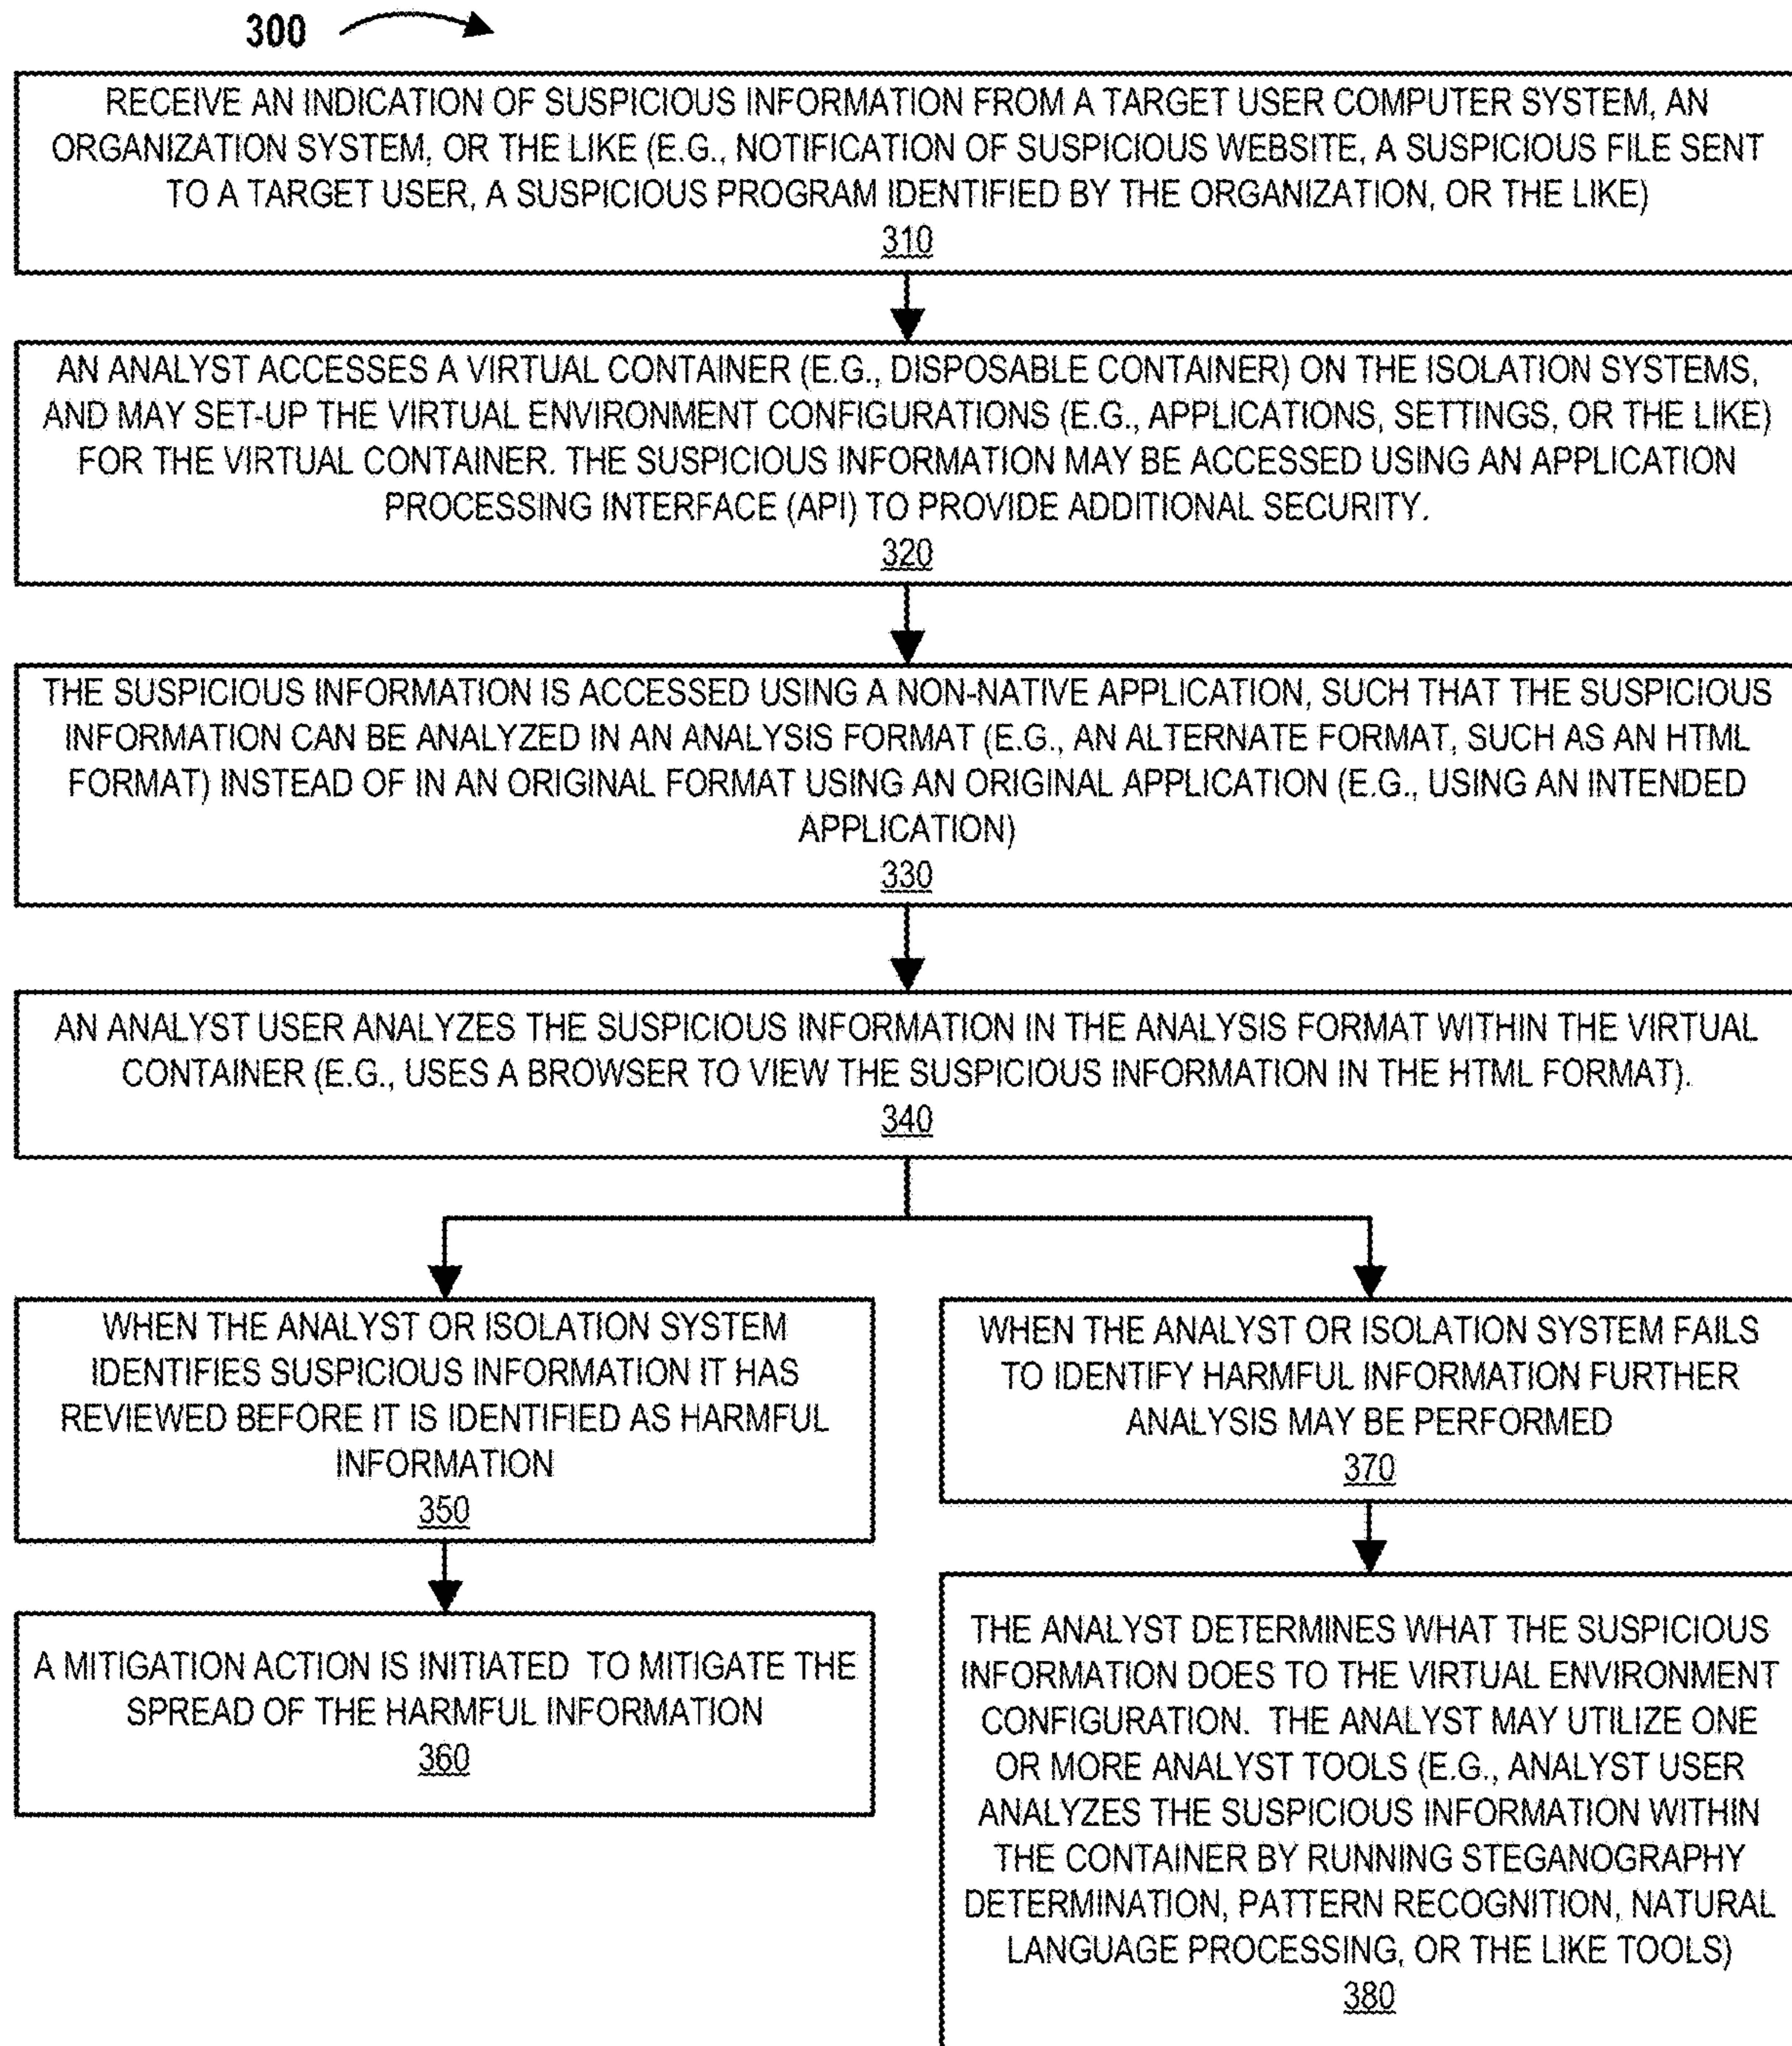 300
RECEIVE AN INDICATION OF SUSPICIOUS INFORMATION FROM A TARGET USER COMPUTER SYSTEM, AN
ORGANIZATION SYSTEM, OR THE LIKE (E.G., NOTIFICATION OF SUSPICIOUS WEBSITE, A SUSPICIOUS FILE SENT
TO A TARGET USER, A SUSPICIOUS PROGRAM IDENTIFIED BY THE ORGANIZATION, OR THE LIKE)
310
AN ANALYST ACCESSES A VIRTUAL CONTAINER (E.G., DISPOSABLE CONTAINER) ON THE ISOLATION SYSTEMS,
AND MAY SET-UP THE VIRTUAL ENVIRONMENT CONFIGURATIONS (E.G., APPLICATIONS, SETTINGS, OR THE LIKE)
FOR THE VIRTUAL CONTAINER. THE SUSPICIOUS INFORMATION MAY BE ACCESSED USING AN APPLICATION
PROCESSING INTERFACE (API) TO PROVIDE ADDITIONAL SECURITY.
320
THE SUSPICIOUS INFORMATION IS ACCESSED USING A NON-NATIVE APPLICATION, SUCH THAT THE SUSPICIOUS
INFORMATION CAN BE ANALYZED IN AN ANALYSIS FORMAT (E.G., AN ALTERNATE FORMAT, SUCH AS AN HTML
FORMAT) INSTEAD OF IN AN ORIGINAL FORMAT USING AN ORIGINAL APPLICATION (E.G., USING AN INTENDED
APPLICATION)
330
AN ANALYST USER ANALYZES THE SUSPICIOUS INFORMATION IN THE ANALYSIS FORMAT WITHIN THE VIRTUAL
CONTAINER (E.G., USES A BROWSER TO VIEW THE SUSPICIOUS INFORMATION IN THE HTML FORMAT).
340
WHEN THE ANALYST OR ISOLATION SYSTEM
IDENTIFIES SUSPICIOUS INFORMATION IT HAS
REVIEWED BEFORE IT IS IDENTIFIED AS HARMFUL
INFORMATION
350
A MITIGATION ACTION IS INITIATED TO MITIGATE THE
SPREAD OF THE HARMFUL INFORMATION
360
WHEN THE ANALYST OR ISOLATION SYSTEM FAILS
TO IDENTIFY HARMFUL INFORMATION FURTHER
ANALYSIS MAY BE PERFORMED
370
THE ANALYST DETERMINES WHAT THE SUSPICIOUS
INFORMATION DOES TO THE VIRTUAL ENVIRONMENT
CONFIGURATION. THE ANALYST MAY UTILIZE ONE
OR MORE ANALYST TOOLS (E.G., ANALYST USER
ANALYZES THE SUSPICIOUS INFORMATION WITHIN
THE CONTAINER BY RUNNING STEGANOGRAPHY
DETERMINATION, PATTERN RECOGNITION, NATURAL
LANGUAGE PROCESSING, OR THE LIKE TOOLS)
380